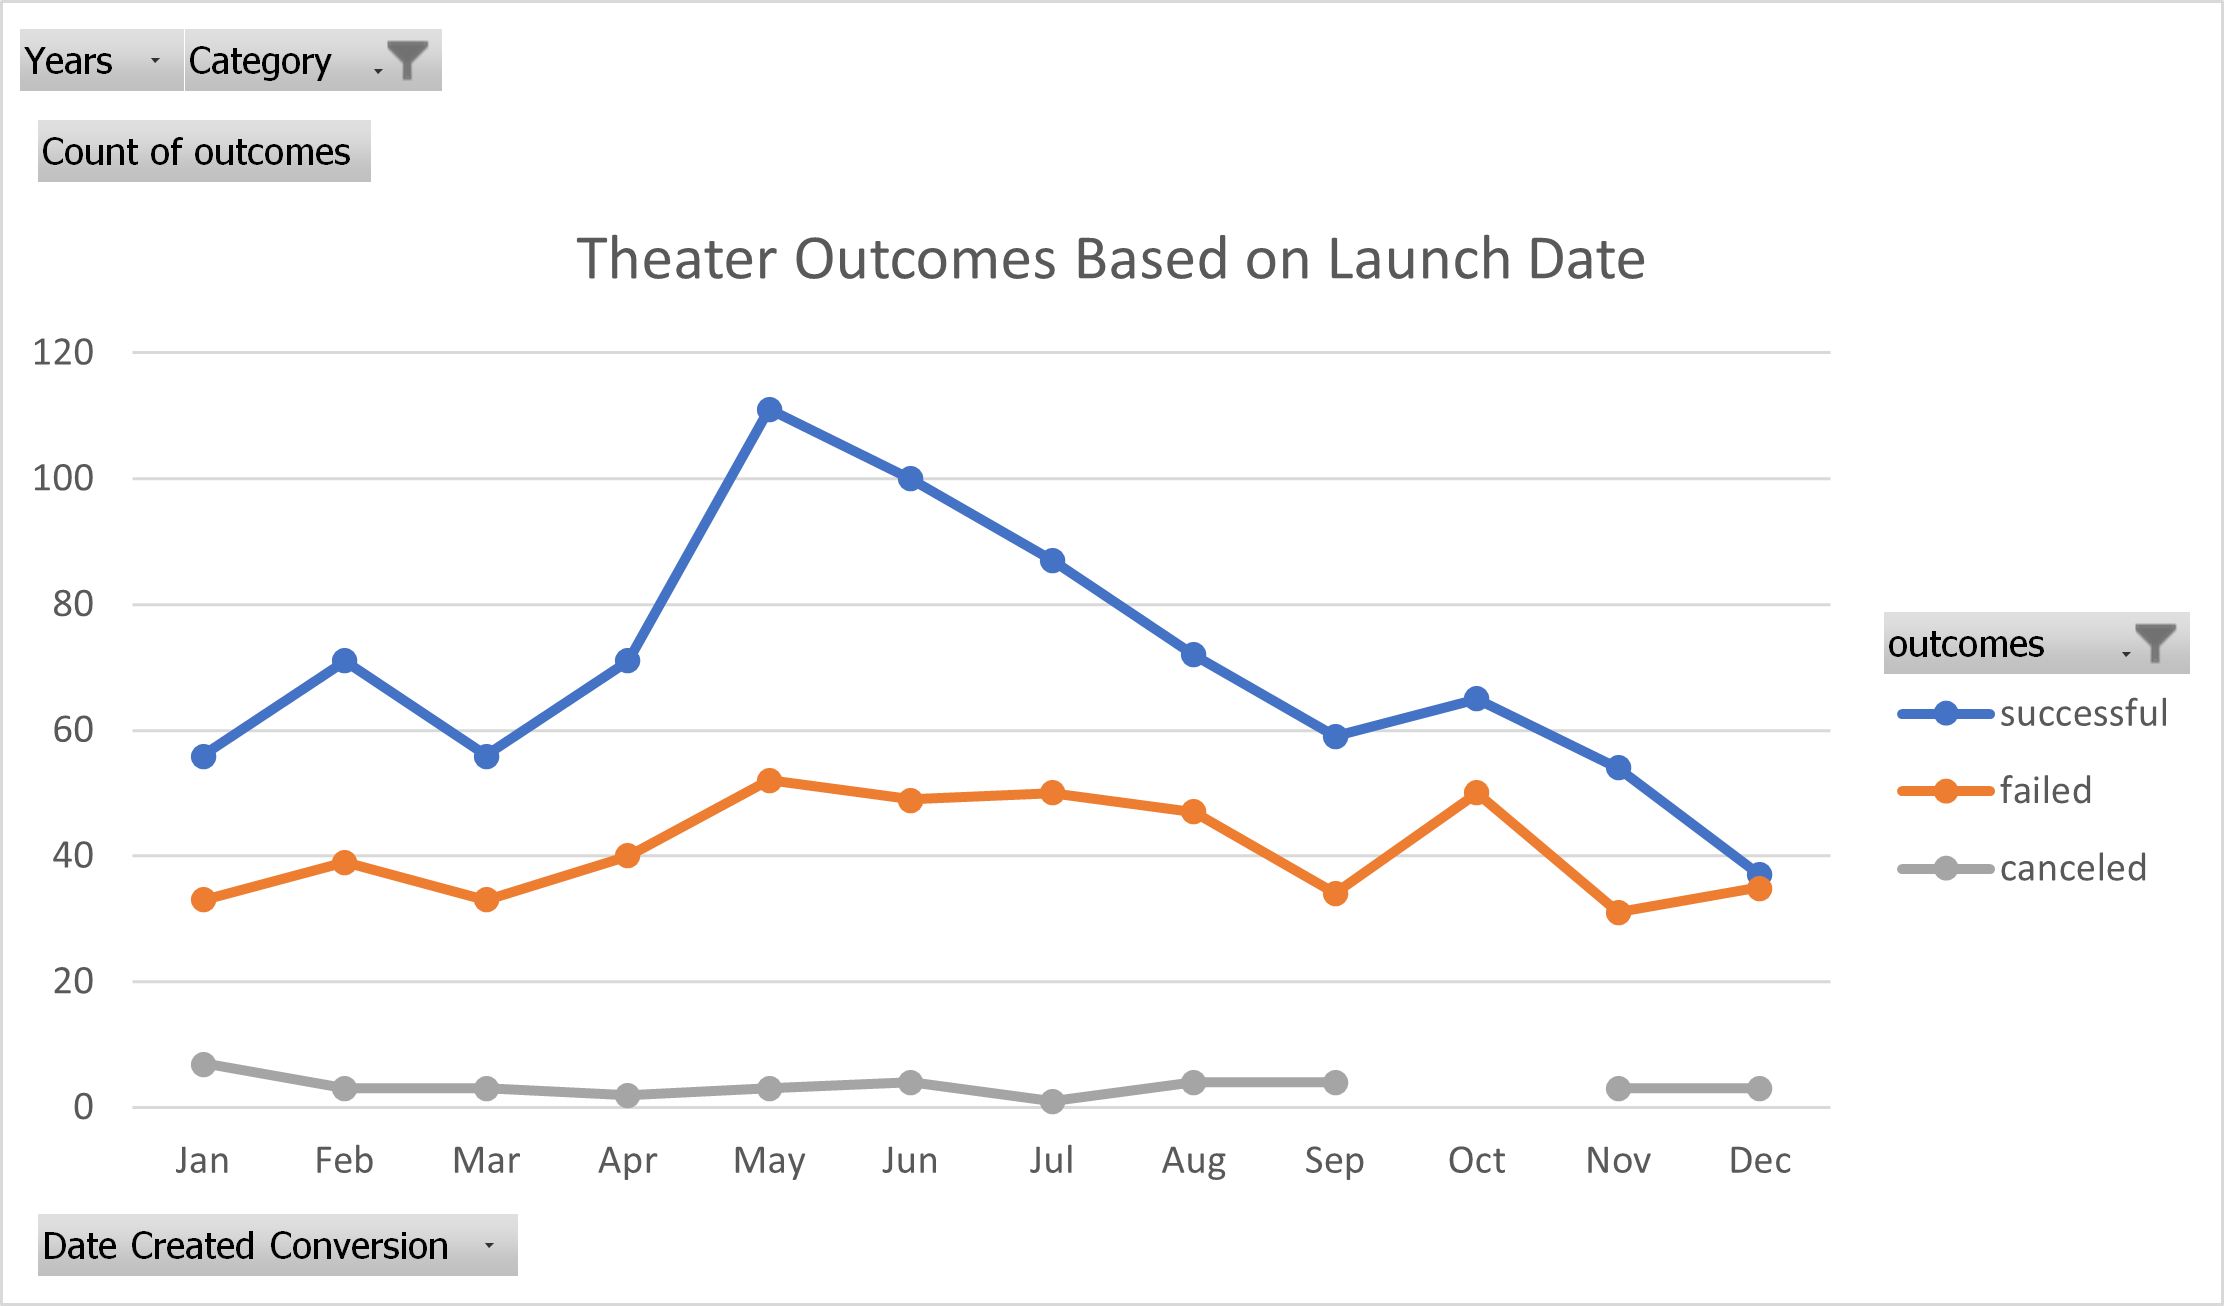 Years Category
Count of outcomes
Theater Outcomes Based on Launch Date
120
100
80
60
40
20
0
Jan Feb Mar Apr May Jun Jul Aug Sep Oct Nov Dec
outcomes
successful
failed
canceled
Date Created Conversion